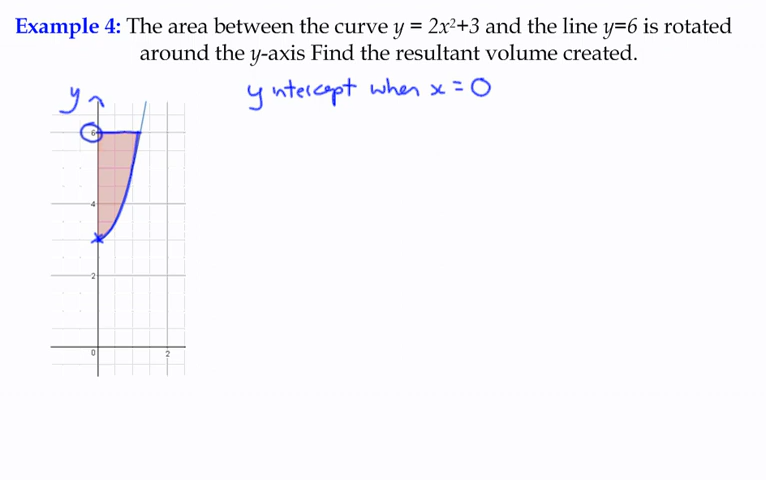 Example 4: The area between the curve y = 2x²+3 and the line y=6 is rotated
around the y-axis Find the resultant volume created.
y ntercept when x = 0
y
6
4
2
0
2